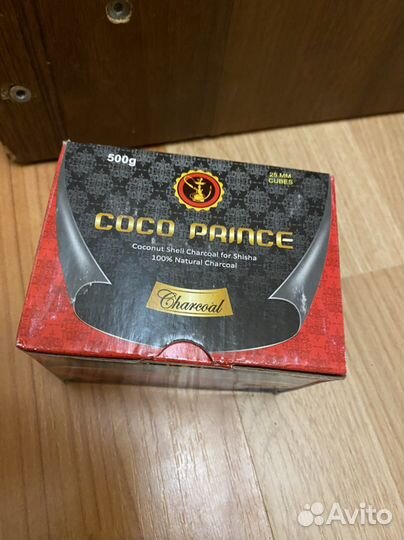 500g
25 MM
CUBES
COCO PRINCE
Coconut Shell Charcoal for Shisha
100% Natural Charcoal
Charcoal
Avito